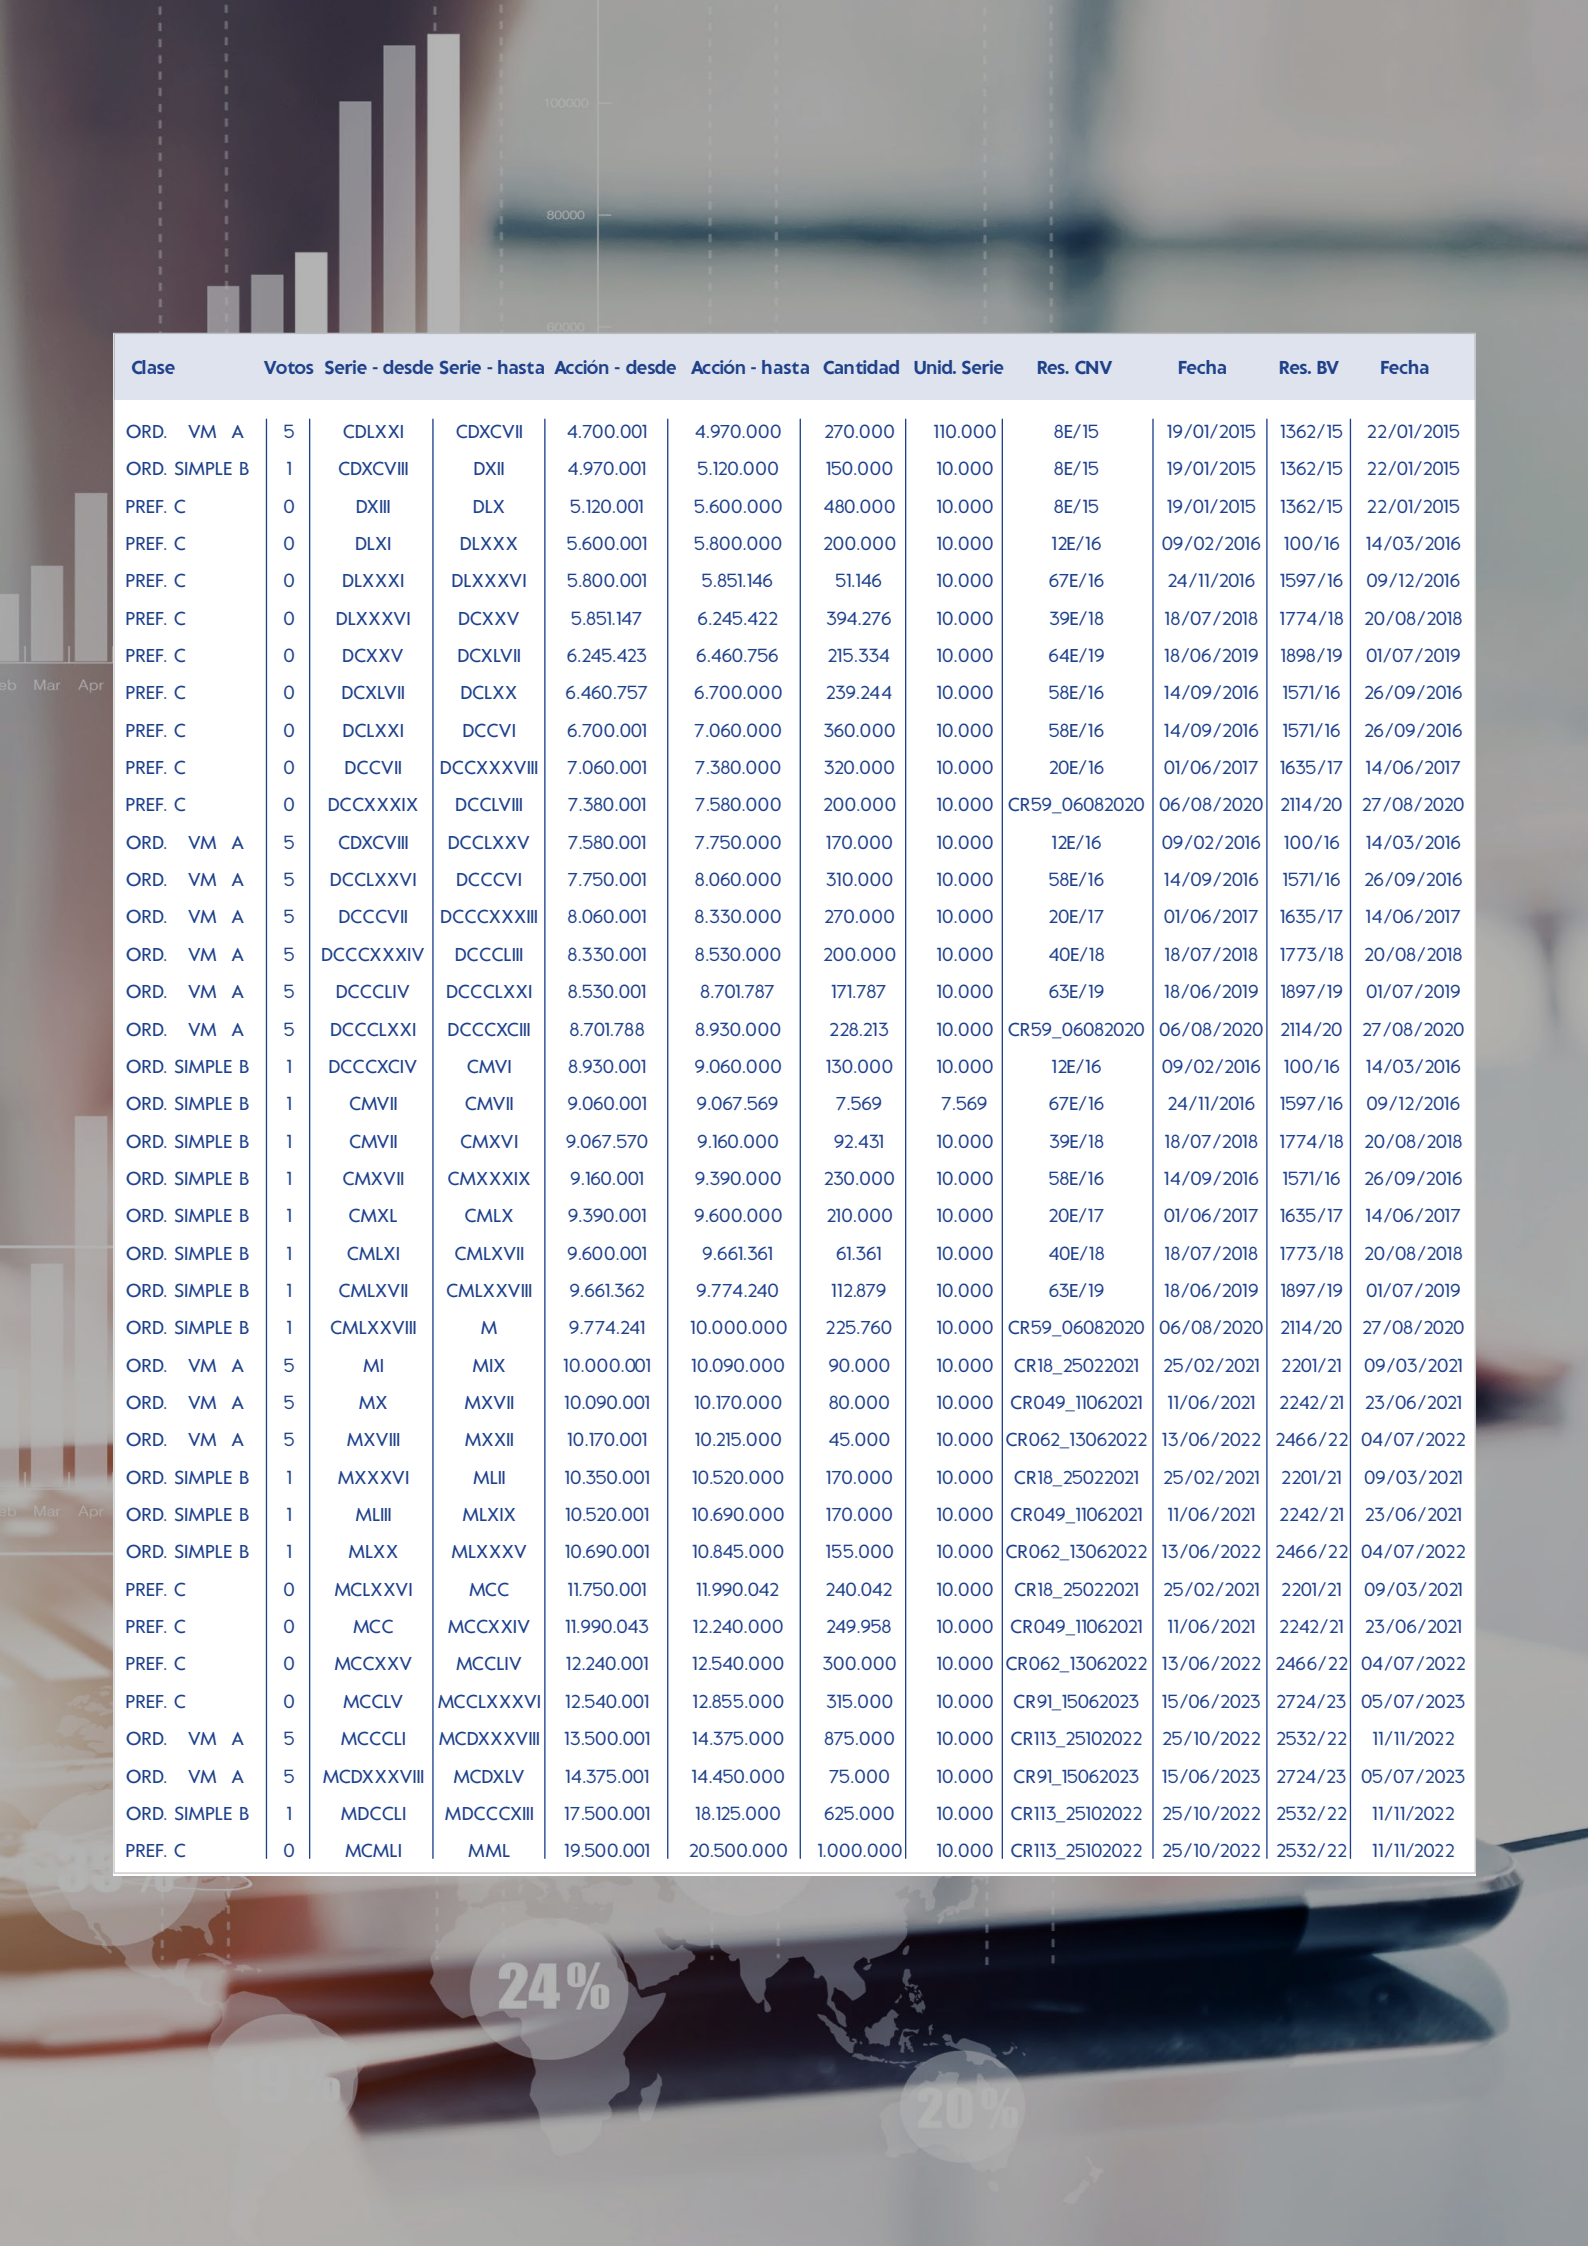 100000
80000
60000
Clase Votos Serie - desde Serie - hasta Acción - desde Acción - hasta Cantidad Unid. Serie Res. CNV Fecha Res. BV Fecha
ORD. VM A 5 CDLXXI CDXCVII 4.700.001 4.970.000 270.000 110.000 8E/15 19/01/2015 1362/15 22/01/2015
ORD. SIMPLE B 1 CDXCVIII DXII 4.970.001 5.120.000 150.000 10.000 8E/15 19/01/2015 1362/15 22/01/2015
PREF. C 0 DXIII DLX 5.120.001 5.600.000 480.000 10.000 8E/15 19/01/2015 1362/15 22/01/2015
PREF. C 0 DLXI DLXXX 5.600.001 5.800.000 200.000 10.000 12E/16 09/02/2016 100/16 14/03/2016
PREF. C 0 DLXXXI DLXXXVI 5.800.001 5.851.146 51.146 10.000 67E/16 24/11/2016 1597/16 09/12/2016
PREF. C 0 DLXXXVI DCXXV 5.851.147 6.245.422 394.276 10.000 39E/18 18/07/2018 1774/18 20/08/2018
PREF. C 0 DCXXV DCXLVII 6.245.423 6.460.756 215.334 10.000 64E/19 18/06/2019 1898/19 01/07/2019
PREF. C 0 DCXLVII DCLXX 6.460.757 6.700.000 239.244 10.000 58E/16 14/09/2016 1571/16 26/09/2016
PREF. C 0 DCLXXI DCCVI 6.700.001 7.060.000 360.000 10.000 58E/16 14/09/2016 1571/16 26/09/2016
PREF. C 0 DCCVII DCCXXXVIII 7.060.001 7.380.000 320.000 10.000 20E/16 01/06/2017 1635/17 14/06/2017
PREF. C 0 DCCXXXIX DCCLVIII 7.380.001 7.580.000 200.000 10.000 CR59_06082020 06/08/2020 2114/20 27/08/2020
ORD. VM A 5 CDXCVIII DCCLXXV 7.580.001 7.750.000 170.000 10.000 12E/16 09/02/2016 100/16 14/03/2016
ORD. VM A 5 DCCLXXVI DCCCVI 7.750.001 8.060.000 310.000 10.000 58E/16 14/09/2016 1571/16 26/09/2016
ORD. VM A 5 DCCCVII DCCCXXXIII 8.060.001 8.330.000 270.000 10.000 20E/17 01/06/2017 1635/17 14/06/2017
ORD. VM A 5 DCCCXXXIV DCCCLIII 8.330.001 8.530.000 200.000 10.000 40E/18 18/07/2018 1773/18 20/08/2018
ORD. VM A 5 DCCCLIV DCCCLXXI 8.530.001 8.701.787 171.787 10.000 63E/19 18/06/2019 1897/19 01/07/2019
ORD. VM A 5 DCCCLXXI DCCCXCIII 8.701.788 8.930.000 228.213 10.000 CR59_06082020 06/08/2020 2114/20 27/08/2020
ORD. SIMPLE B 1 DCCCXCIV CMVI 8.930.001 9.060.000 130.000 10.000 12E/16 09/02/2016 100/16 14/03/2016
ORD. SIMPLE B 1 CMVII CMVII 9.060.001 9.067.569 7.569 7.569 67E/16 24/11/2016 1597/16 09/12/2016
ORD. SIMPLE B 1 CMVII CMXVI 9.067.570 9.160.000 92.431 10.000 39E/18 18/07/2018 1774/18 20/08/2018
ORD. SIMPLE B 1 CMXVII CMXXXIX 9.160.001 9.390.000 230.000 10.000 58E/16 14/09/2016 1571/16 26/09/2016
ORD. SIMPLE B 1 CMXL CMLX 9.390.001 9.600.000 210.000 10.000 20E/17 01/06/2017 1635/17 14/06/2017
ORD. SIMPLE B 1 CMLXI CMLXVII 9.600.001 9.661.361 61.361 10.000 40E/18 18/07/2018 1773/18 20/08/2018
ORD. SIMPLE B 1 CMLXVII CMLXXVIII 9.661.362 9.774.240 112.879 10.000 63E/19 18/06/2019 1897/19 01/07/2019
ORD. SIMPLE B 1 CMLXXVIII M 9.774.241 10.000.000 225.760 10.000 CR59_06082020 06/08/2020 2114/20 27/08/2020
ORD. VM A 5 MI MIX 10.000.001 10.090.000 90.000 10.000 CR18_25022021 25/02/2021 2201/21 09/03/2021
ORD. VM A 5 MX MXVII 10.090.001 10.170.000 80.000 10.000 CR049_11062021 11/06/2021 2242/21 23/06/2021
ORD. VM A 5 MXVIII MXXII 10.170.001 10.215.000 45.000 10.000 CR062_13062022 13/06/2022 2466/22 04/07/2022
ORD. SIMPLE B 1 MXXXVI MLII 10.350.001 10.520.000 170.000 10.000 CR18_25022021 25/02/2021 2201/21 09/03/2021
ORD. SIMPLE B 1 MLIII MLXIX 10.520.001 10.690.000 170.000 10.000 CR049_11062021 11/06/2021 2242/21 23/06/2021
ORD. SIMPLE B 1 MLXX MLXXXV 10.690.001 10.845.000 155.000 10.000 CR062_13062022 13/06/2022 2466/22 04/07/2022
PREF. C 0 MCLXXVI MCC 11.750.001 11.990.042 240.042 10.000 CR18_25022021 25/02/2021 2201/21 09/03/2021
PREF. C 0 MCC MCCXXIV 11.990.043 12.240.000 249.958 10.000 CR049_11062021 11/06/2021 2242/21 23/06/2021
PREF. C 0 MCCXXV MCCLIV 12.240.001 12.540.000 300.000 10.000 CR062_13062022 13/06/2022 2466/22 04/07/2022
PREF. C 0 MCCLV MCCLXXXVI 12.540.001 12.855.000 315.000 10.000 CR91_15062023 15/06/2023 2724/23 05/07/2023
ORD. VM A 5 MCCCLI MCDXXXVIII 13.500.001 14.375.000 875.000 10.000 CR113_25102022 25/10/2022 2532/22 11/11/2022
ORD. VM A 5 MCDXXXVIII MCDXLV 14.375.001 14.450.000 75.000 10.000 CR91_15062023 15/06/2023 2724/23 05/07/2023
ORD. SIMPLE B 1 MDCCLI MDCCCXIII 17.500.001 18.125.000 625.000 10.000 CR113_25102022 25/10/2022 2532/22 11/11/2022
PREF. C 0 MCMLI MML 19.500.001 20.500.000 1.000.000 10.000 CR113_25102022 25/10/2022 2532/22 11/11/2022
Mar Apr
Mar Apr
24%
20%